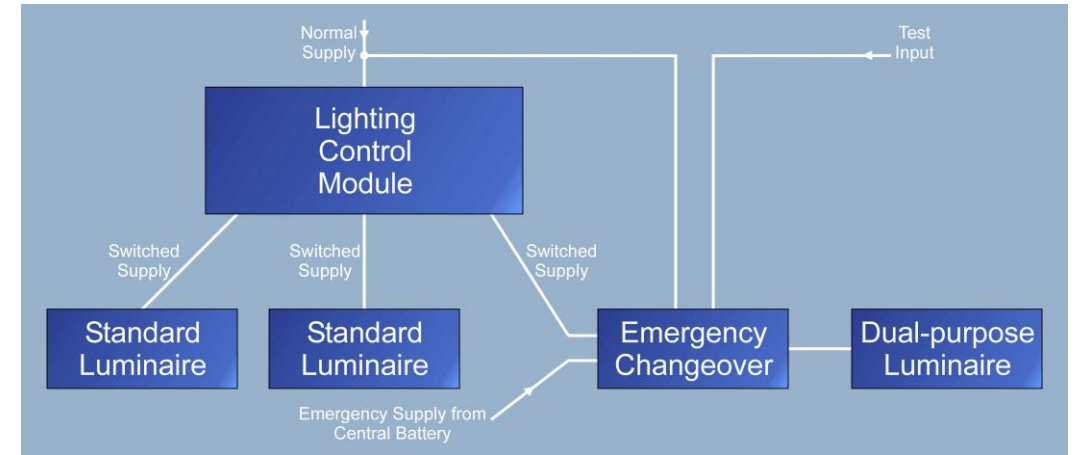 Normal
Supply
Test
Input
Lighting
Control
Module
Switched
Supply
Switched
Supply
Switched
Supply
Standard
Luminaire
Standard
Luminaire
Emergency
Changeover
Dual-purpose
Luminaire
Emergency Supply from
Central Battery